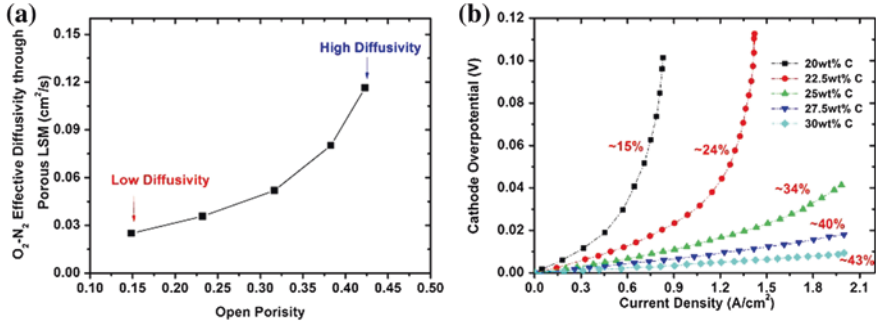 (a)
O₂-N₂ Effective Diffusivity through
Porous LSM (cm²/s)
0.15
0.12
0.09
0.06
0.03
0.00
High Diffusivity
Low Diffusivity
0.10 0.15 0.20 0.25 0.30 0.35 0.40 0.45 0.50
Open Porisity
(b)
Cathode Overpotential (V)
0.12
0.10
0.08
0.06
0.04
0.02
0.00
20wt% C
22.5wt% C
25wt% C
27.5wt% C
30wt% C
~15%
~24%
~34%
~40%
~43%
0.0 0.3 0.6 0.9 1.2 1.5 1.8 2.1
Current Density (A/cm²)